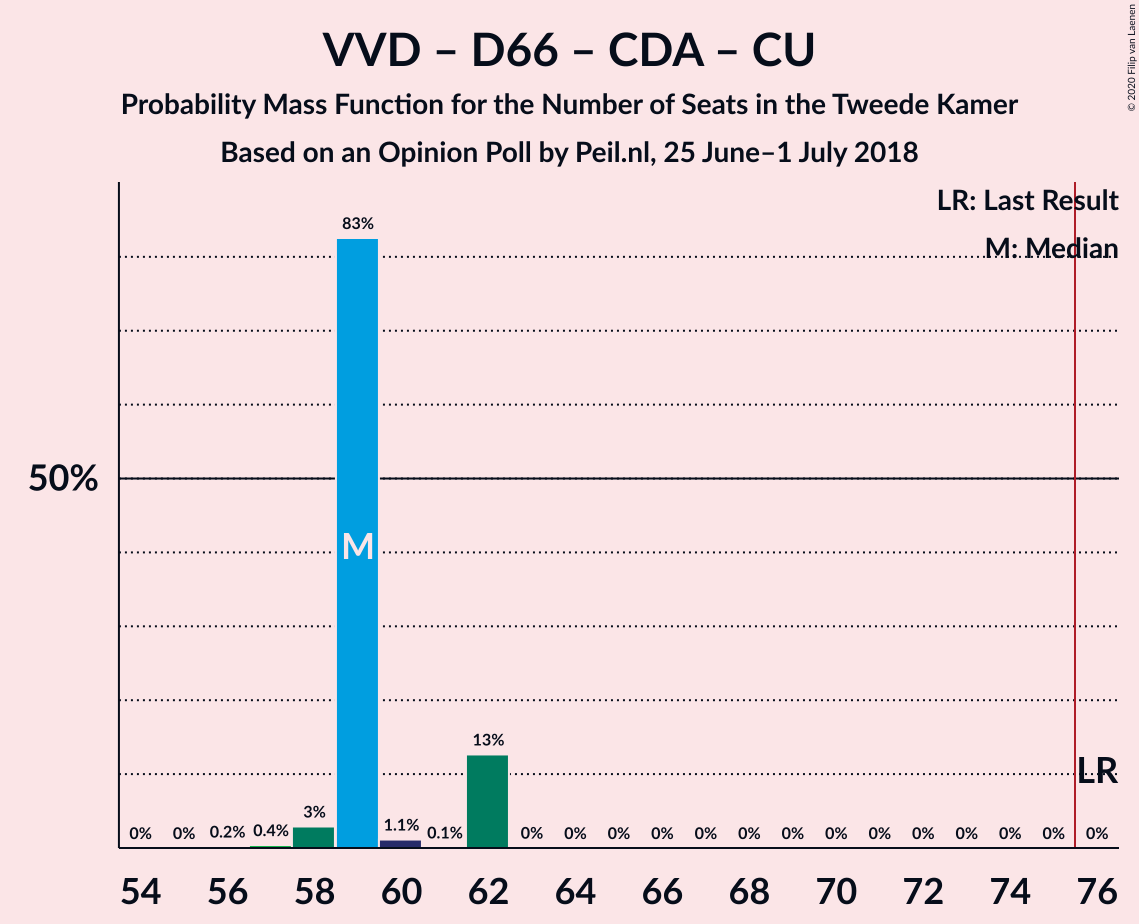 VVD – D66 – CDA – CU
Probability Mass Function for the Number of Seats in the Tweede Kamer
Based on an Opinion Poll by Peil.nl, 25 June–1 July 2018
© 2020 Filip van Laenen
LR: Last Result
M: Median
83%
50%
M
13%
LR
0% 0% 0.2% 0.4% 3% 1.1% 0.1% 0% 0% 0% 0% 0% 0% 0% 0% 0% 0% 0% 0% 0% 0%
54 56 58 60 62 64 66 68 70 72 74 76